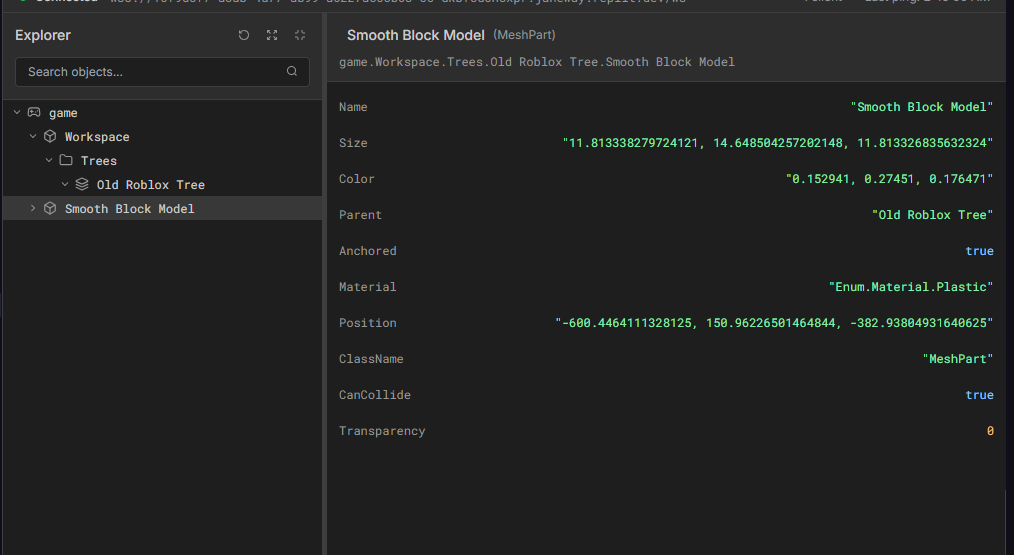 Explorer
Search objects...
game
Workspace
Trees
Old Roblox Tree
Smooth Block Model
Smooth Block Model (MeshPart)
game.Workspace.Trees.Old Roblox Tree.Smooth Block Model
Name "Smooth Block Model"
Size "11.813338279724121, 14.648504257202148, 11.813326835632324"
Color "0.152941, 0.27451, 0.176471"
Parent "Old Roblox Tree"
Anchored true
Material "Enum.Material.Plastic"
Position "-600.4464111328125, 150.96226501464844, -382.93804931640625"
ClassName "MeshPart"
CanCollide true
Transparency 0